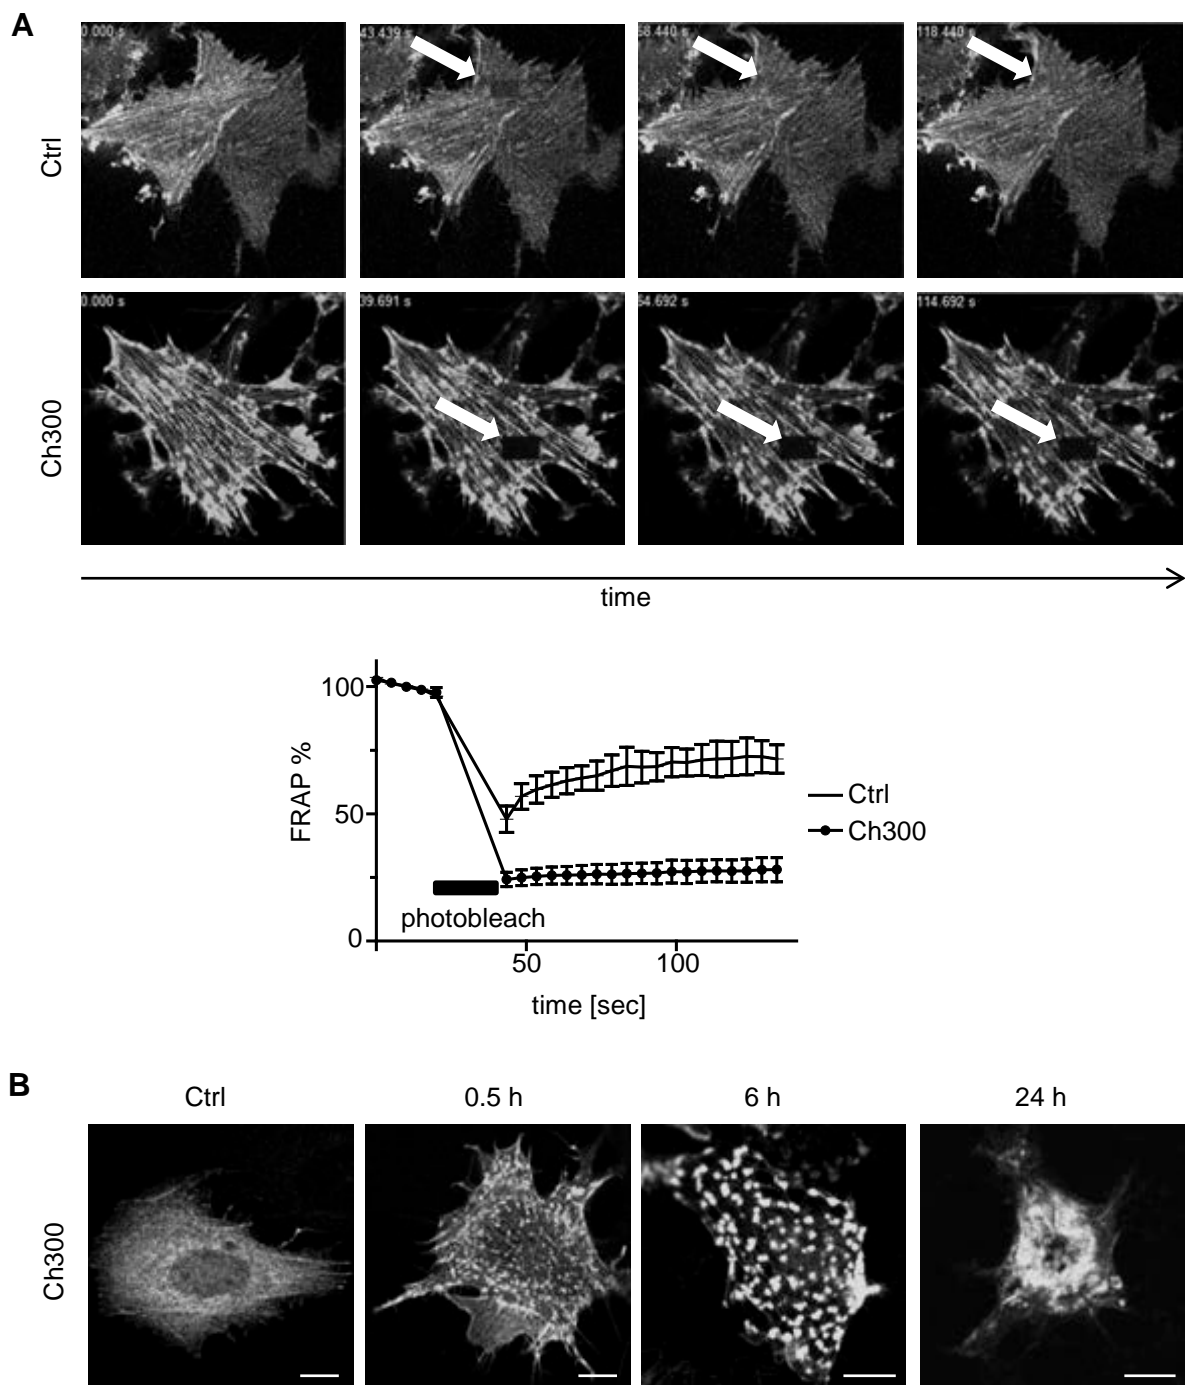 A
Ctrl
0.000 s
43.439 s
58.440 s
118.440 s
Ch300
0.000 s
39.691 s
64.692 s
114.692 s
time
100
50
0
FRAP %
photobleach
50 100
time [sec]
Ctrl
Ch300
B
Ctrl 0.5 h 6 h 24 h
Ch300